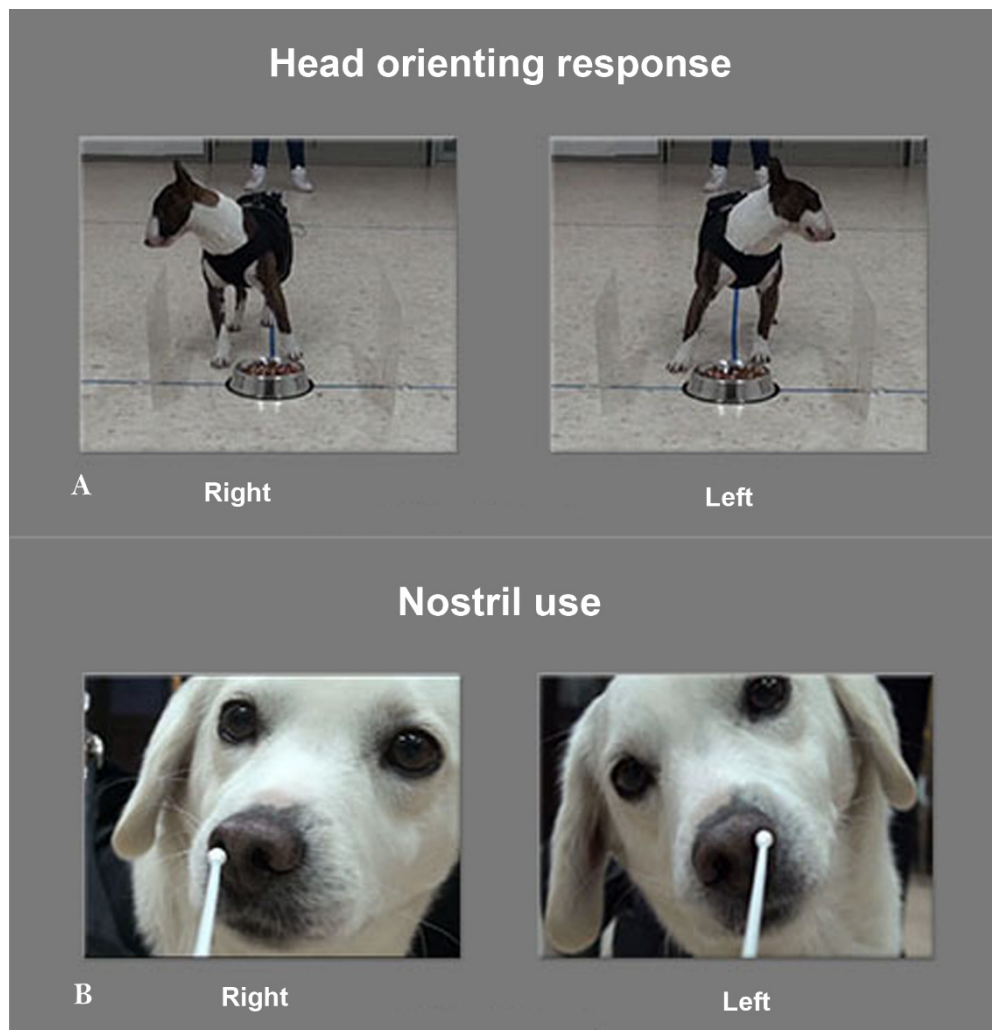 Head orienting response
A
Right
Left
Nostril use
B
Right
Left